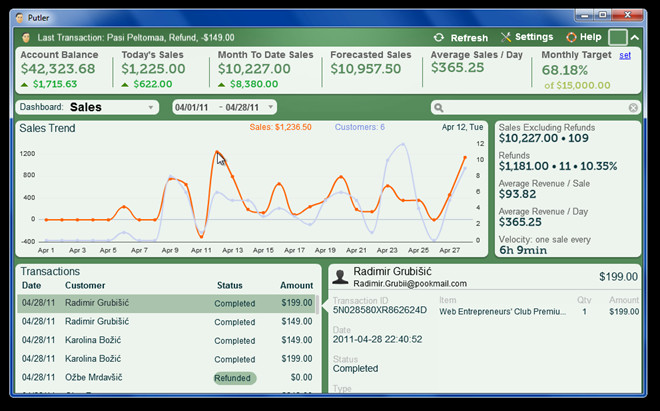 Putler
Last Transaction: Pasi Peltomaa, Refund, -$149.00
Refresh Settings Help
Account Balance Today's Sales Month To Date Sales Forecasted Sales Average Sales / Day Monthly Target set
$42,323.68 $1,225.00 $10,227.00 $10,957.50 $365.25 68.18%
$1,715.63 $622.00 $8,380.00 of $15,000.00
Dashboard: Sales 04/01/11 - 04/28/11
Sales Trend Sales: $1,236.50 Customers: 6 Apr 12, Tue
1200
800
400
0
-400
12
10
8
6
4
2
0
Apr 1 Apr 3 Apr 5 Apr 7 Apr 9 Apr 11 Apr 13 Apr 15 Apr 17 Apr 19 Apr 21 Apr 23 Apr 25 Apr 27
Sales Excluding Refunds
$10,227.00 • 109
Refunds
$1,181.00 • 11 • 10.35%
Average Revenue / Sale
$93.82
Average Revenue / Day
$365.25
Velocity: one sale every
6h 9min
Transactions
Date Customer Status Amount
04/28/11 Radimir Grubišić Completed $199.00
04/28/11 Radimir Grubišić Completed $149.00
04/28/11 Karolina Božić Completed $149.00
04/28/11 Karolina Božić Completed $199.00
04/28/11 Ožbe Mrdavšič Refunded $0.00
Radimir Grubišić $199.00
Radimir.Grubii@pookmail.com
Transaction ID Item Qty Amount
5N028580XR862624D Web Entrepreneurs' Club Premiu... 1 $199.00
Date
2011-04-28 22:40:52
Status
Completed
Type